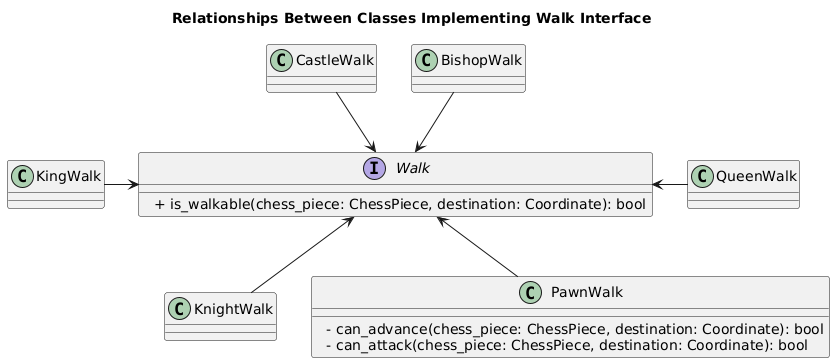 Relationships Between Classes Implementing Walk Interface
C CastleWalk
C BishopWalk
C KingWalk
I Walk
+ is_walkable(chess_piece: ChessPiece, destination: Coordinate): bool
C QueenWalk
C KnightWalk
C PawnWalk
- can_advance(chess_piece: ChessPiece, destination: Coordinate): bool
- can_attack(chess_piece: ChessPiece, destination: Coordinate): bool